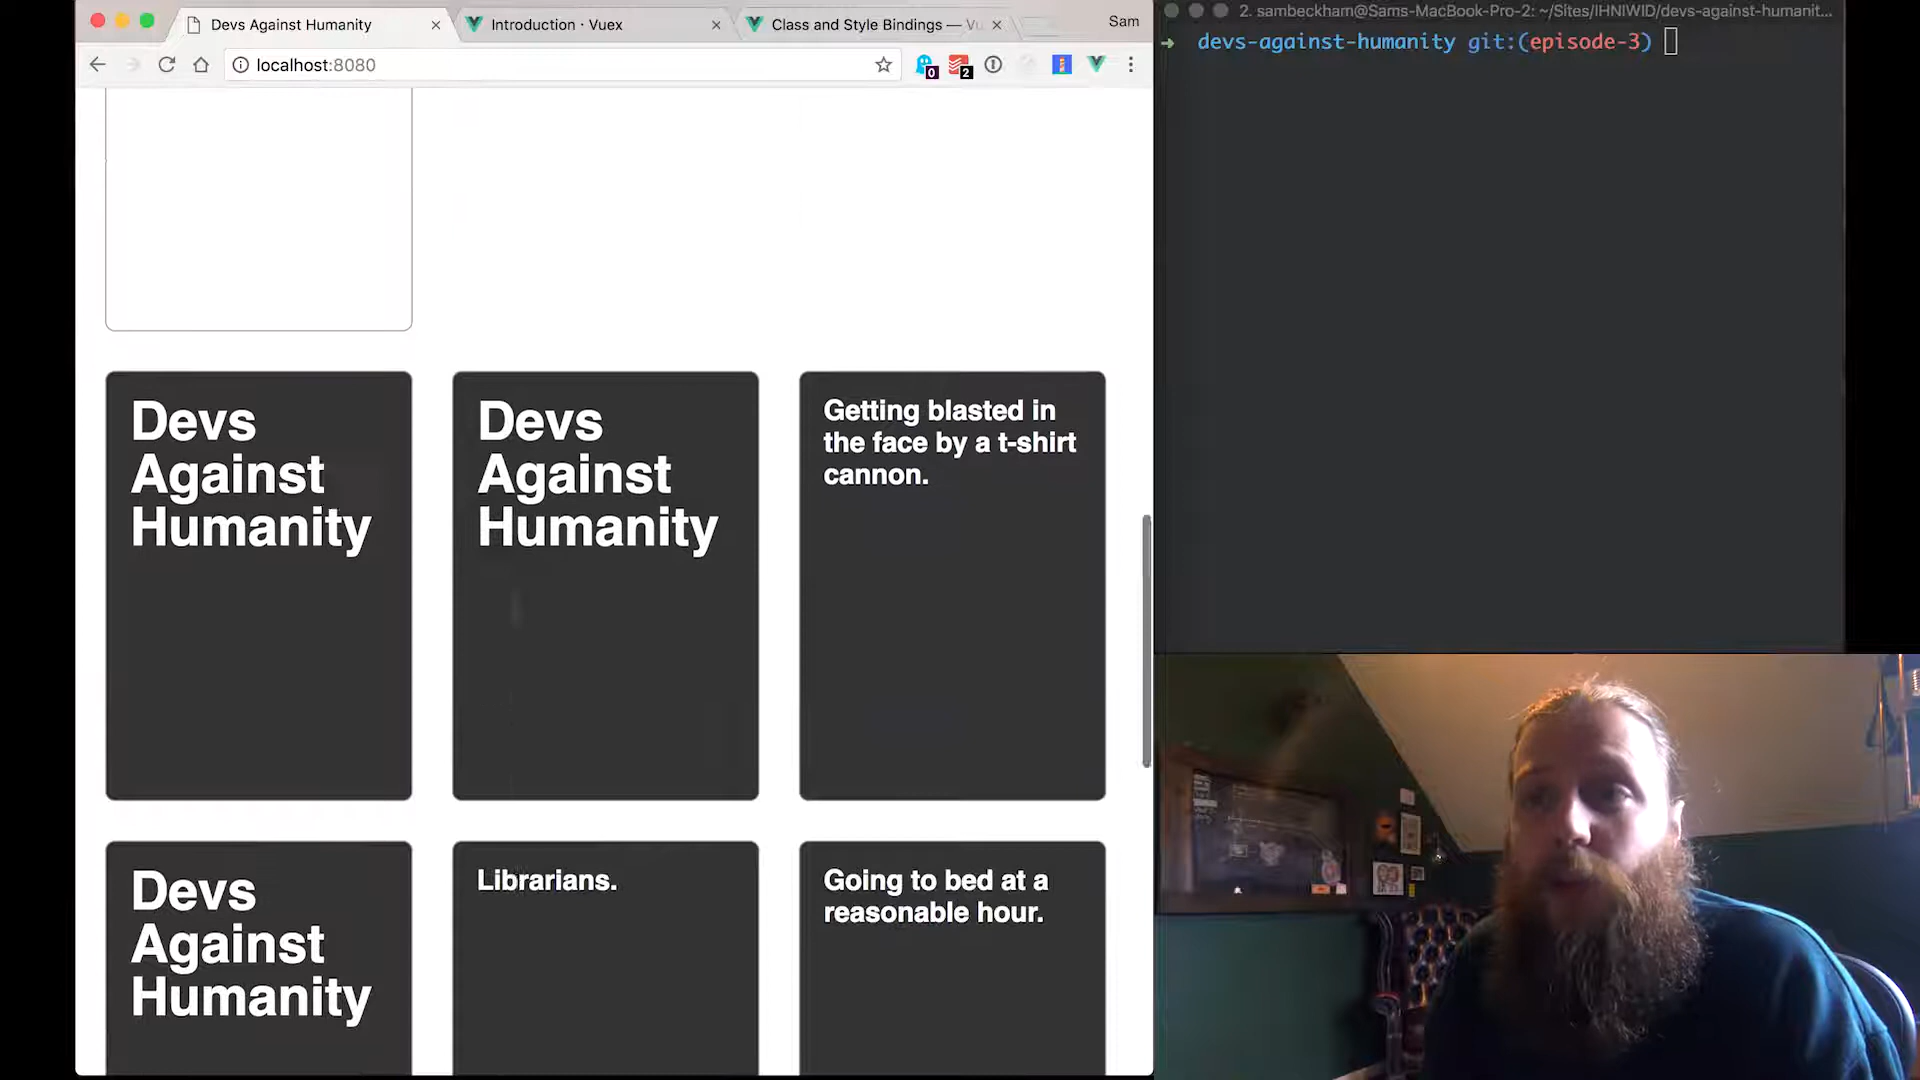 Devs Against Humanity
Introduction · Vuex
Class and Style Bindings — Vu
Sam
localhost:8080
0
2
2. sambeckham@Sams-MacBook-Pro-2: ~/Sites/IHNIWID/devs-against-humanit...
devs-against-humanity git:(episode-3)
Devs
Against
Humanity
Devs
Against
Humanity
Getting blasted in
the face by a t-shirt
cannon.
Devs
Against
Humanity
Librarians.
Going to bed at a
reasonable hour.